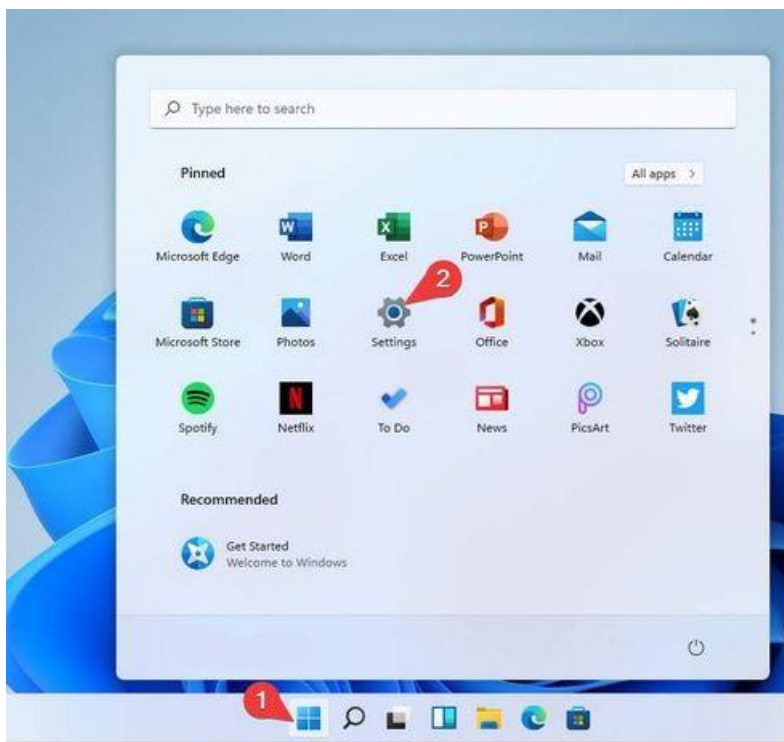 Type here to search
Pinned
All apps >
Microsoft Edge Word Excel PowerPoint Mail Calendar
2
Microsoft Store Photos Settings Office Xbox Solitaire
Spotify Netflix To Do News PicsArt Twitter
Recommended
Get Started
Welcome to Windows
1